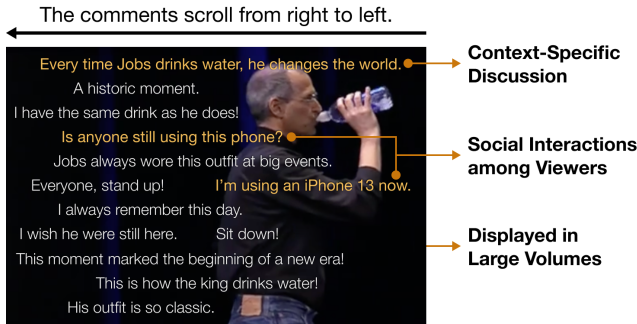 The comments scroll from right to left.
Every time Jobs drinks water, he changes the world.
A historic moment.
I have the same drink as he does!
Is anyone still using this phone?
Jobs always wore this outfit at big events.
Everyone, stand up!
I'm using an iPhone 13 now.
I always remember this day.
I wish he were still here.
Sit down!
This moment marked the beginning of a new era!
This is how the king drinks water!
His outfit is so classic.
Context-Specific
Discussion
Social Interactions
among Viewers
Displayed in
Large Volumes